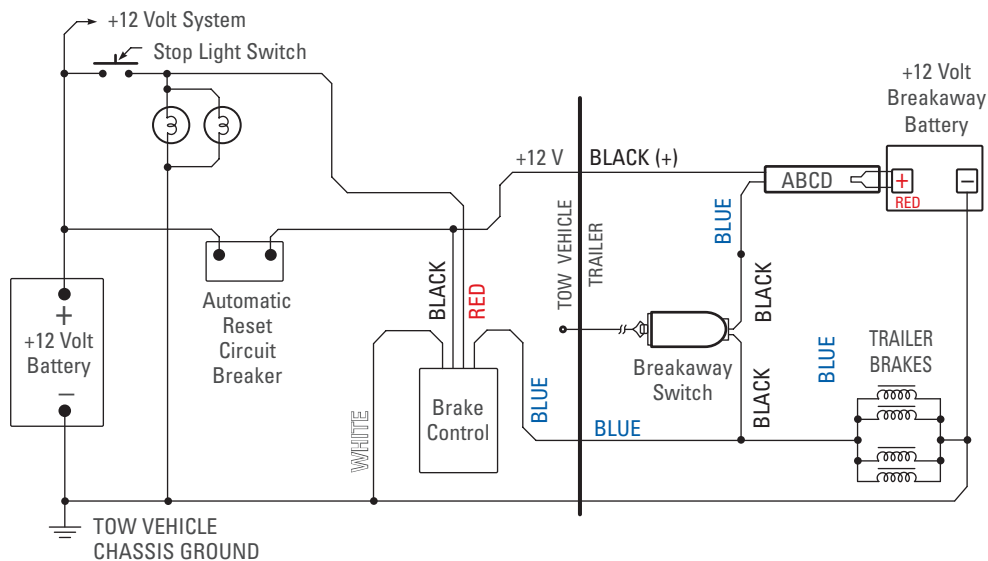 +12 Volt System
Stop Light Switch
+12 Volt
Breakaway
Battery
+12 V
BLACK (+)
ABCD
+
−
RED
BLUE
TOW VEHICLE
TRAILER
BLACK
BLACK
RED
Automatic
Reset
Circuit
Breaker
+
+12 Volt
Battery
−
Breakaway
Switch
BLUE
TRAILER
BRAKES
BLACK
Brake
Control
WHITE
BLUE
BLUE
TOW VEHICLE
CHASSIS GROUND